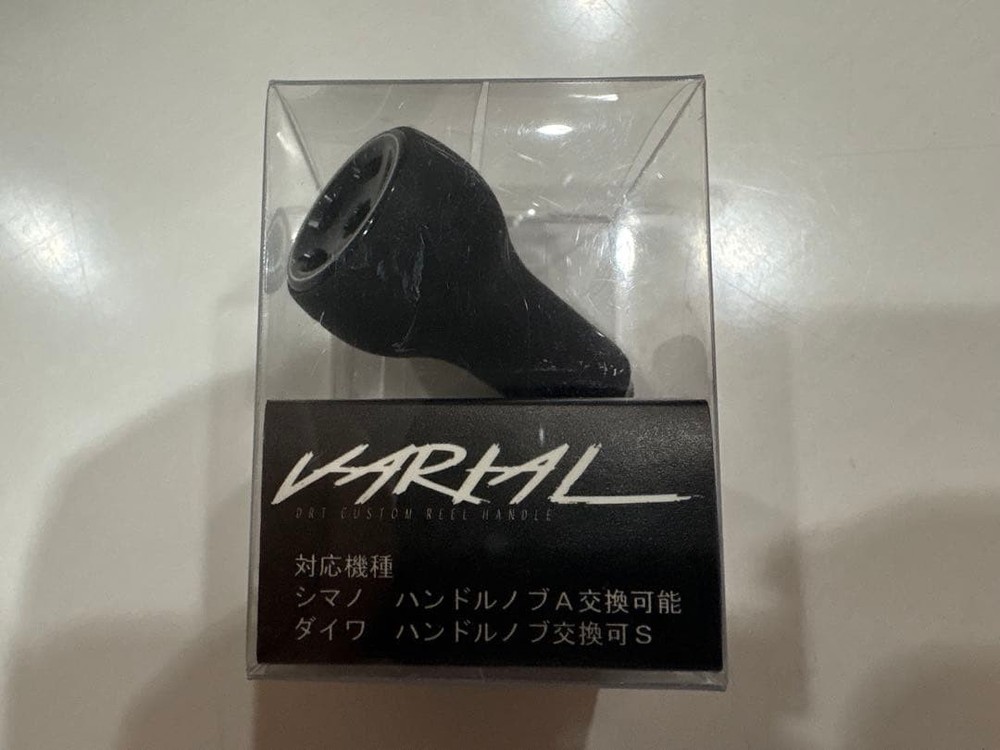 VARIAL
DRT CUSTOM REEL HANDLE
対応機種
シマノ ハンドルノブA交換可能
ダイワ ハンドルノブ交換可S